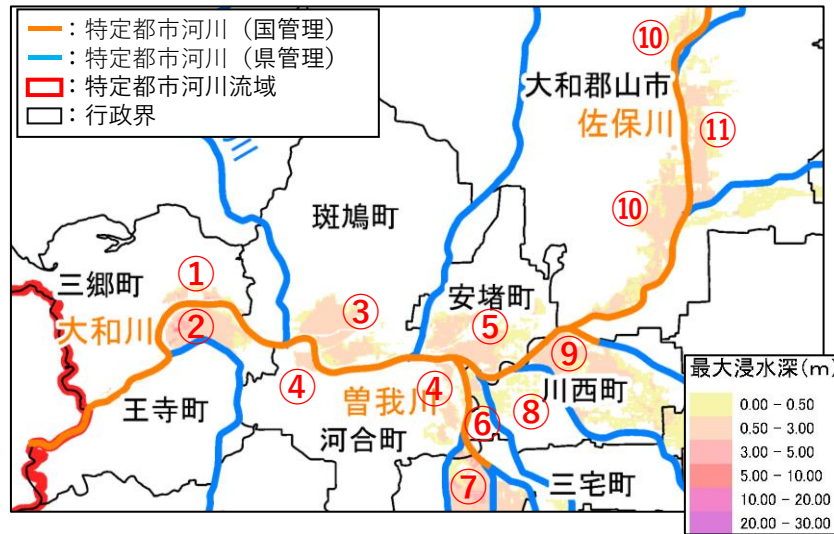 ：特定都市河川（国管理）
：特定都市河川（県管理）
：特定都市河川流域
：行政界
⑩
大和郡山市
佐保川
⑪
⑩
斑鳩町
三郷町
①
大和川
②
③
安堵町
⑤
④
王寺町
曽我川
④
河合町
⑥
⑦
⑧
⑨
川西町
三宅町
最大浸水深(m)
0.00 - 0.50
0.50 - 3.00
3.00 - 5.00
5.00 - 10.00
10.00 - 20.00
20.00 - 30.00